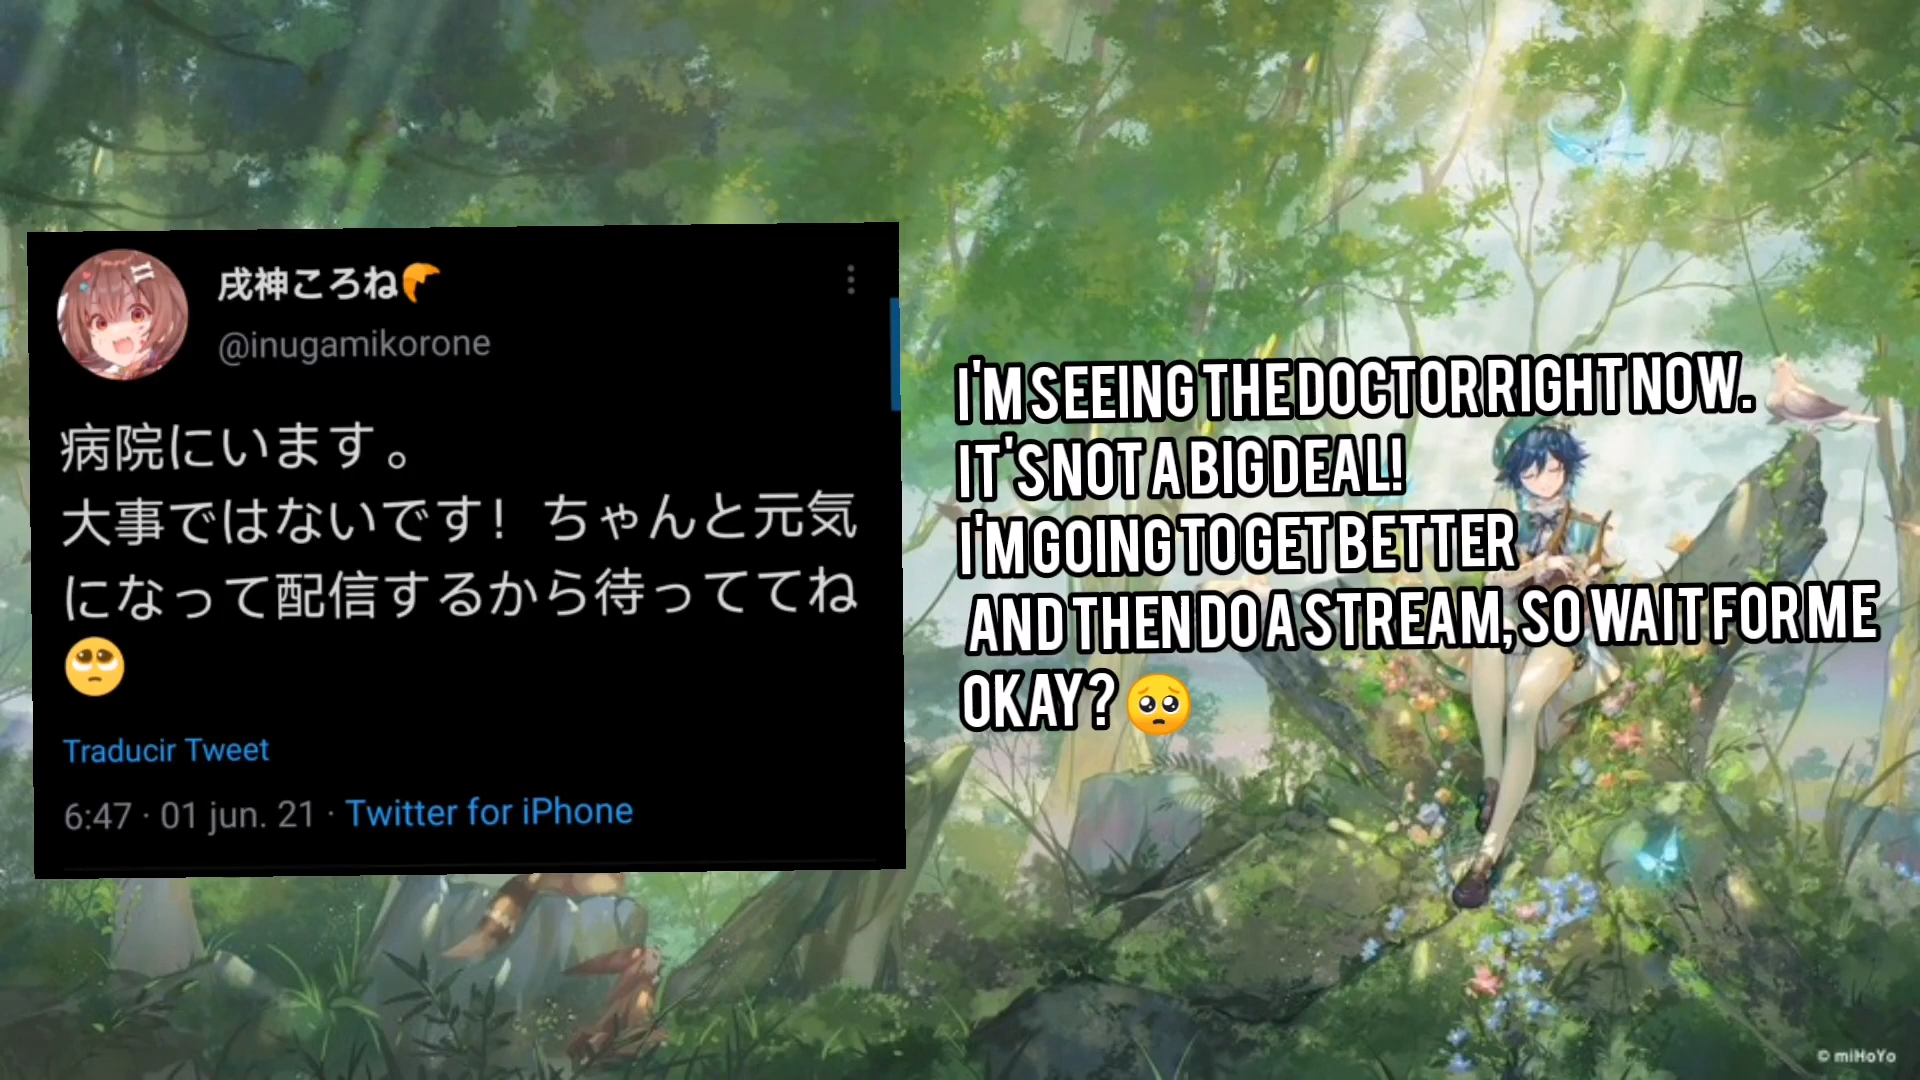 戌神ころね🥐
@inugamikorone
病院にいます。
大事ではないです！ ちゃんと元気
になって配信するから待っててね
🥺
Traducir Tweet
6:47 · 01 jun. 21 · Twitter for iPhone
I'M SEEING THE DOCTOR RIGHT NOW.
IT'S NOT A BIG DEAL!
I'M GOING TO GET BETTER
AND THEN DO A STREAM, SO WAIT FOR ME
OKAY? 🥺
© miHoYo